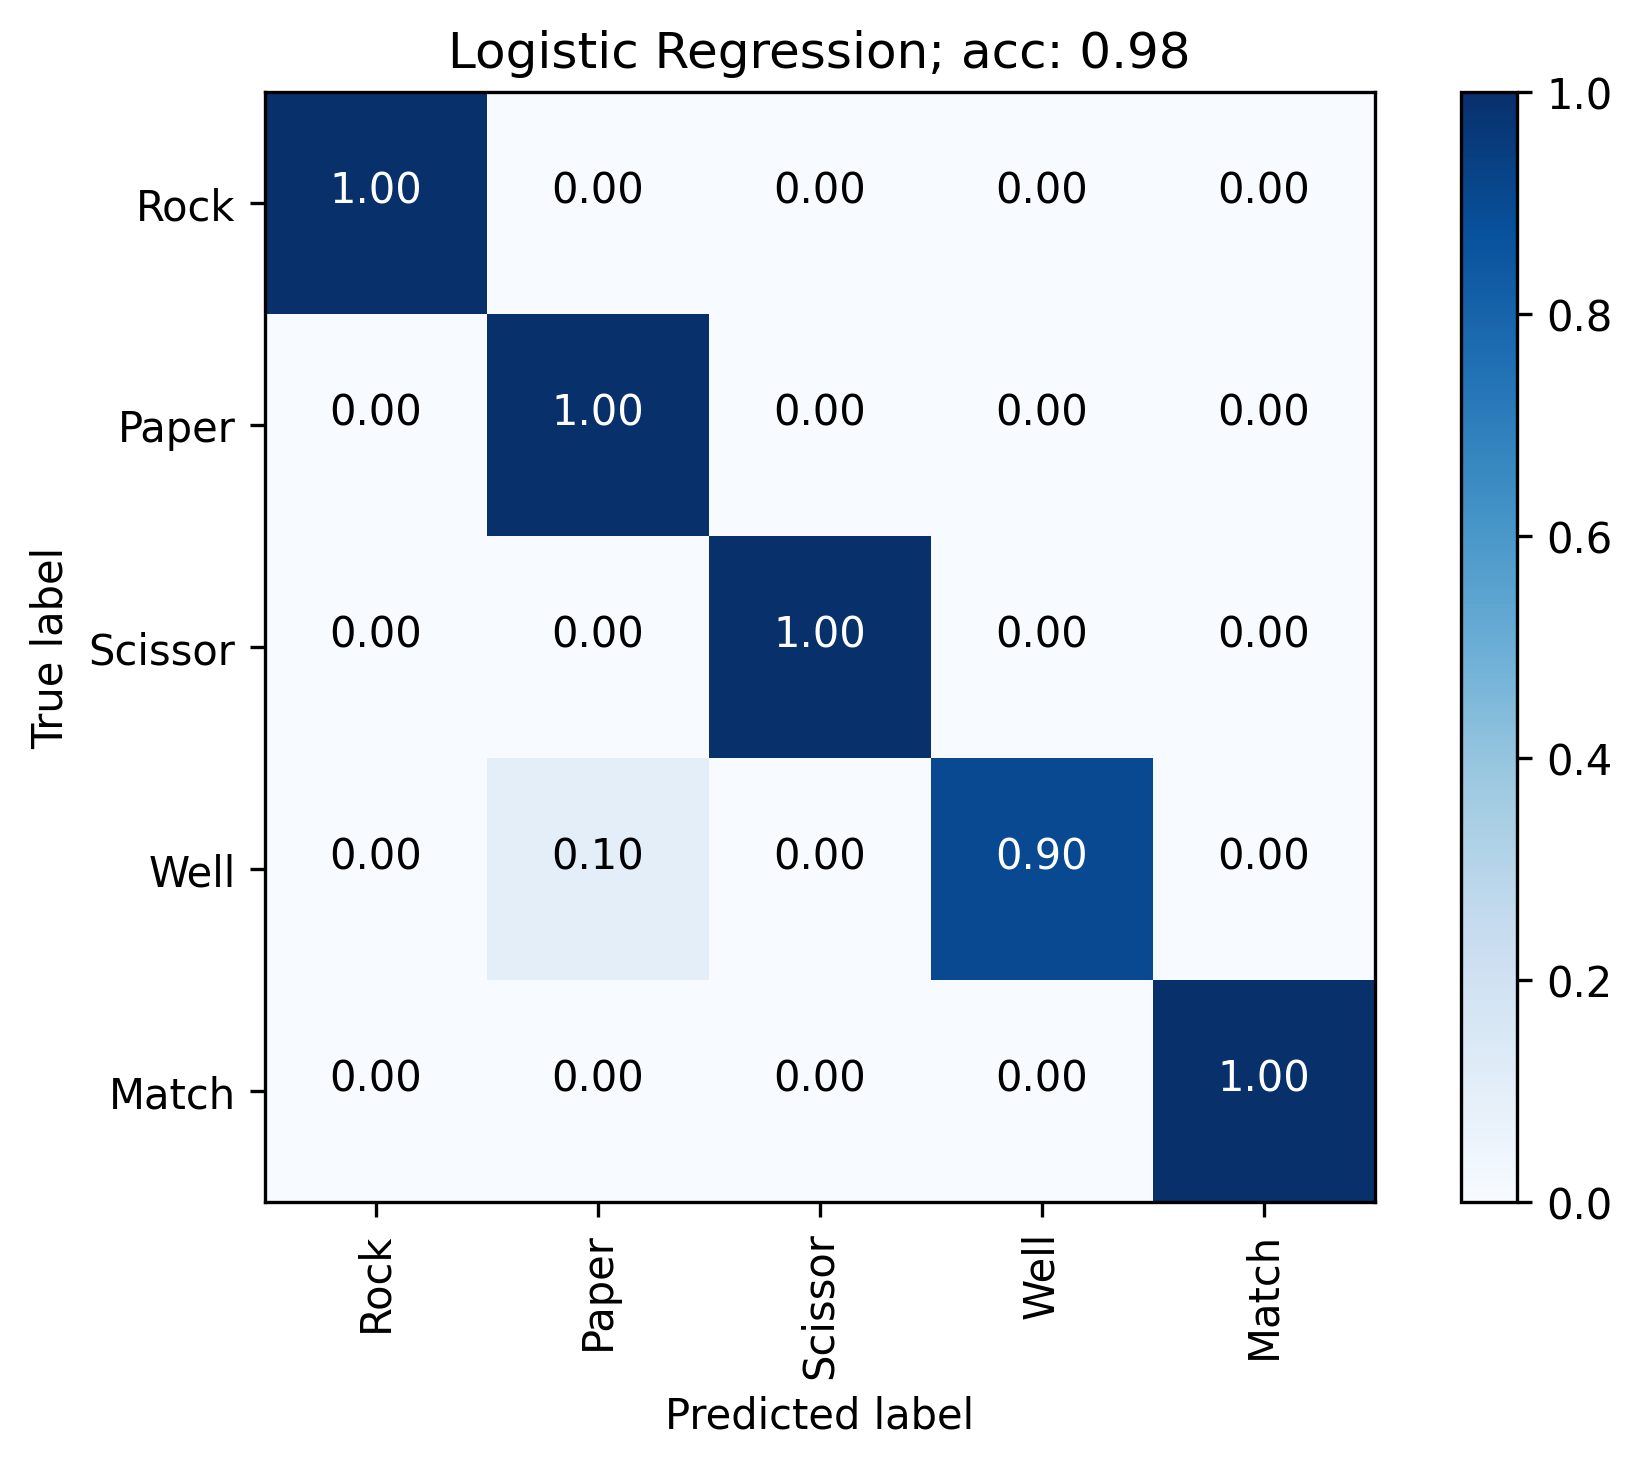 Logistic Regression; acc: 0.98
Rock 1.00 0.00 0.00 0.00 0.00
Paper 0.00 1.00 0.00 0.00 0.00
Scissor 0.00 0.00 1.00 0.00 0.00
Well 0.00 0.10 0.00 0.90 0.00
Match 0.00 0.00 0.00 0.00 1.00
True label
Rock Paper Scissor Well Match
Predicted label
1.0
0.8
0.6
0.4
0.2
0.0